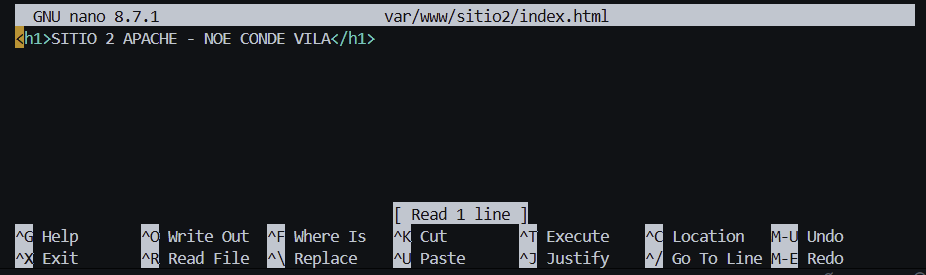 GNU nano 8.7.1 var/www/sitio2/index.html
<h1>SITIO 2 APACHE - NOE CONDE VILA</h1>
[ Read 1 line ]
^G Help ^O Write Out ^F Where Is ^K Cut ^T Execute ^C Location M-U Undo
^X Exit ^R Read File ^\ Replace ^U Paste ^J Justify ^/ Go To Line M-E Redo